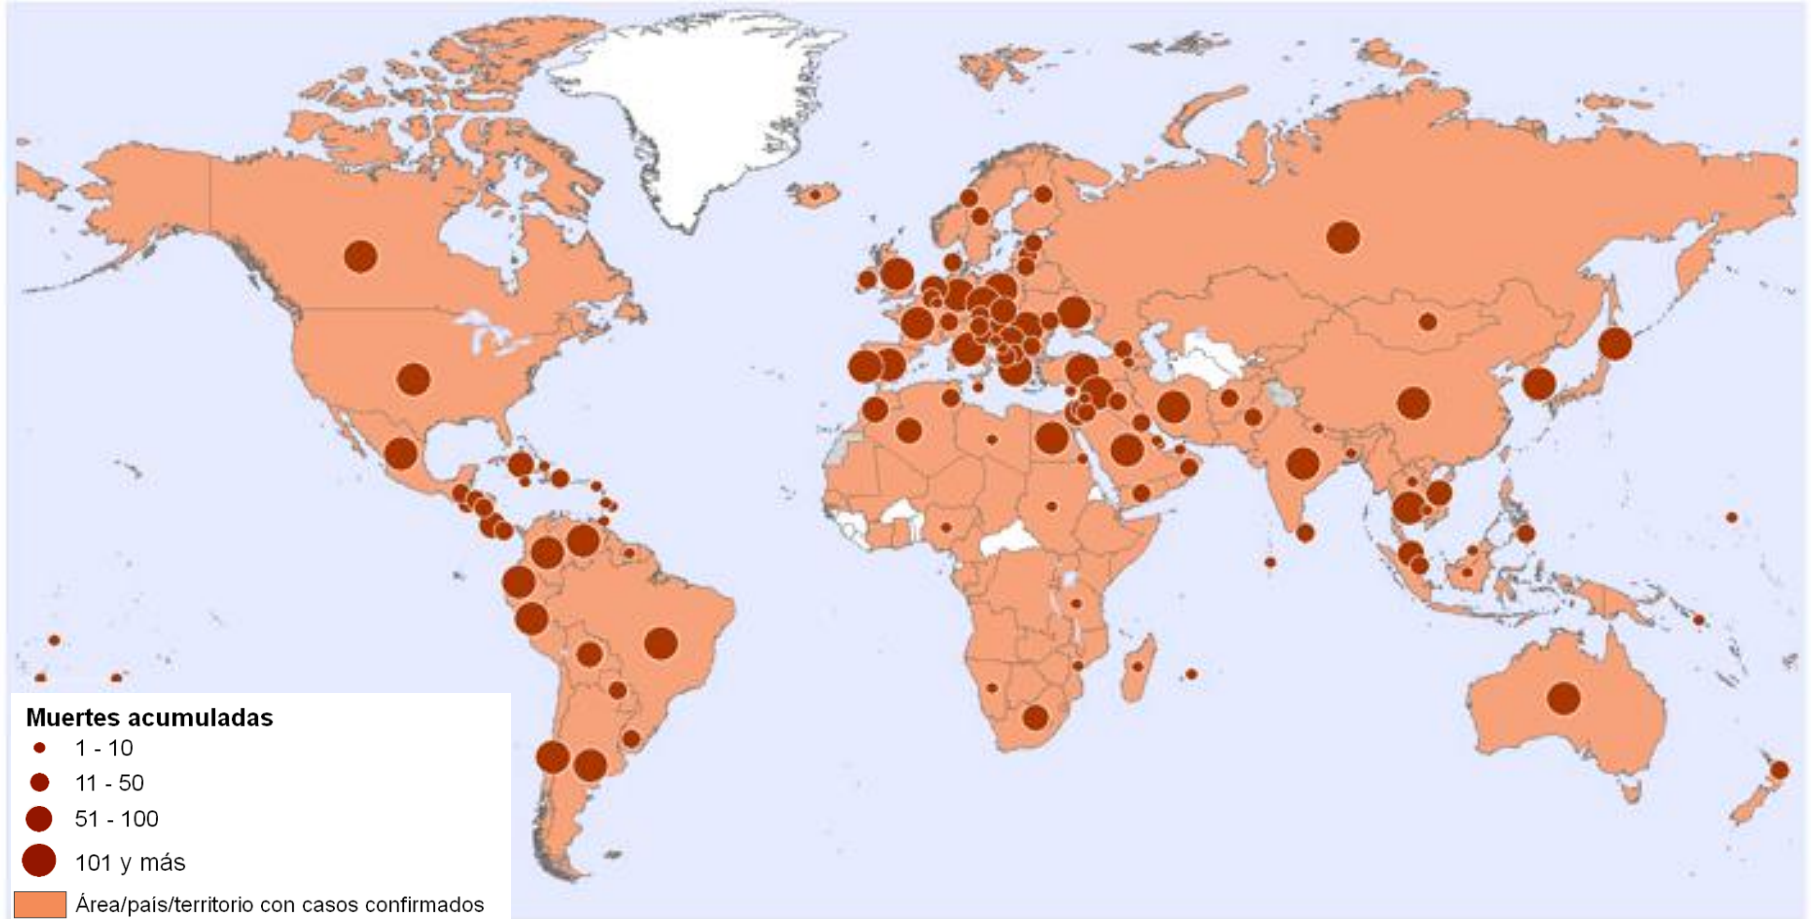 Muertes acumuladas
1 - 10
11 - 50
51 - 100
101 y más
Área/país/territorio con casos confirmados